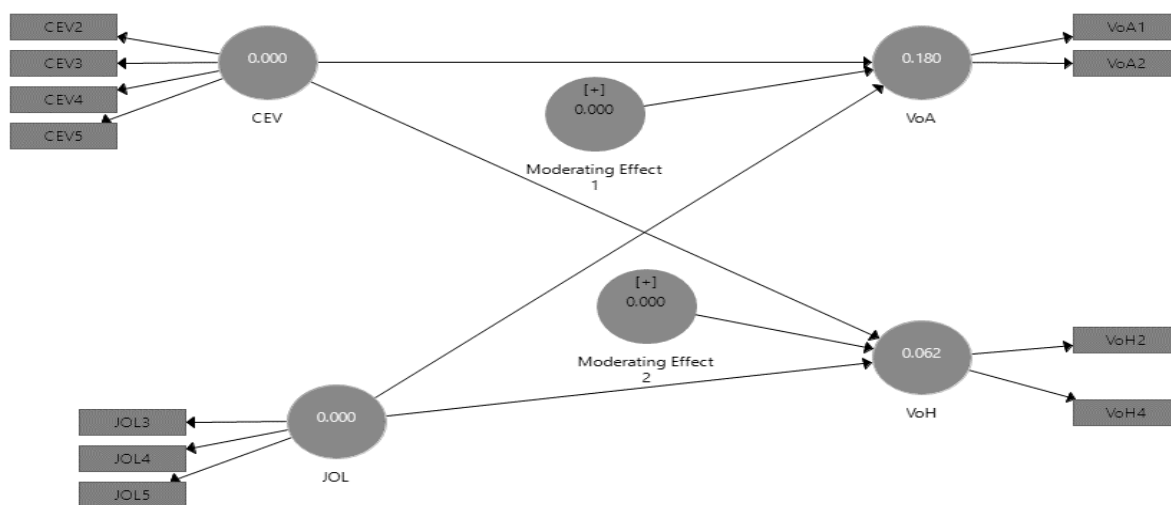 CEV2
CEV3
CEV4
CEV5
0.000
CEV
[+]
0.000
Moderating Effect
1
0.180
VoA
VoA1
VoA2
[+]
0.000
Moderating Effect
2
0.062
VoH
VoH2
VoH4
JOL3
JOL4
JOL5
0.000
JOL